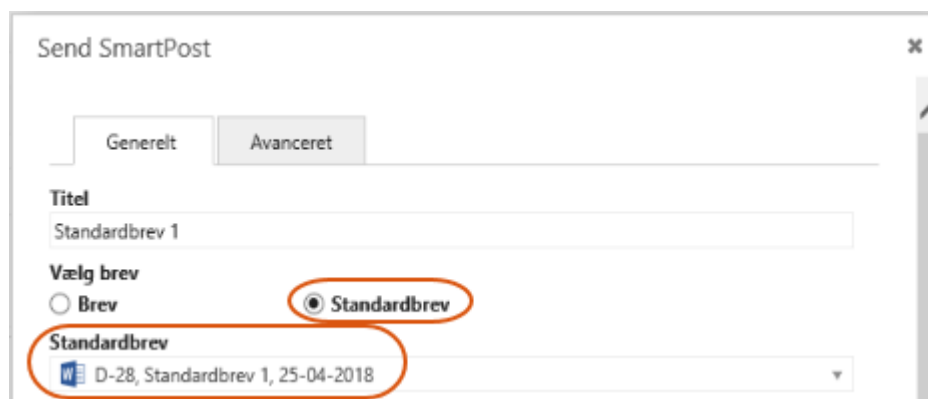 Send SmartPost
Generelt Avanceret
Titel
Standardbrev 1
Vælg brev
Brev Standardbrev
Standardbrev
D-28, Standardbrev 1, 25-04-2018